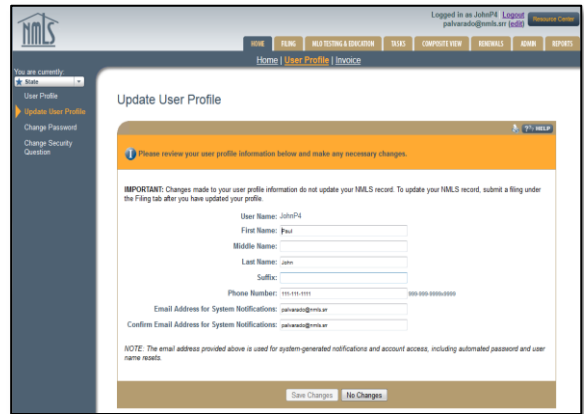 NMLS
Logged in as JohnP4 | Logout
palvarado@nmls.srr (edit)
Resource Center
HOME FILING MLO TESTING & EDUCATION TASKS COMPOSITE VIEW RENEWALS ADMIN REPORTS
Home | User Profile | Invoice
You are currently:
State
User Profile
Update User Profile
Change Password
Change Security
Question
Update User Profile
HELP
Please review your user profile information below and make any necessary changes.
IMPORTANT: Changes made to your user profile information do not update your NMLS record. To update your NMLS record, submit a filing under
the Filing tab after you have updated your profile.
User Name: JohnP4
First Name: Paul
Middle Name:
Last Name: John
Suffix:
Phone Number: 111-111-1111 999-999-9999x9999
Email Address for System Notifications: palvarado@nmls.srr
Confirm Email Address for System Notifications: palvarado@nmls.srr
NOTE: The email address provided above is used for system-generated notifications and account access, including automated password and user
name resets.
Save Changes No Changes